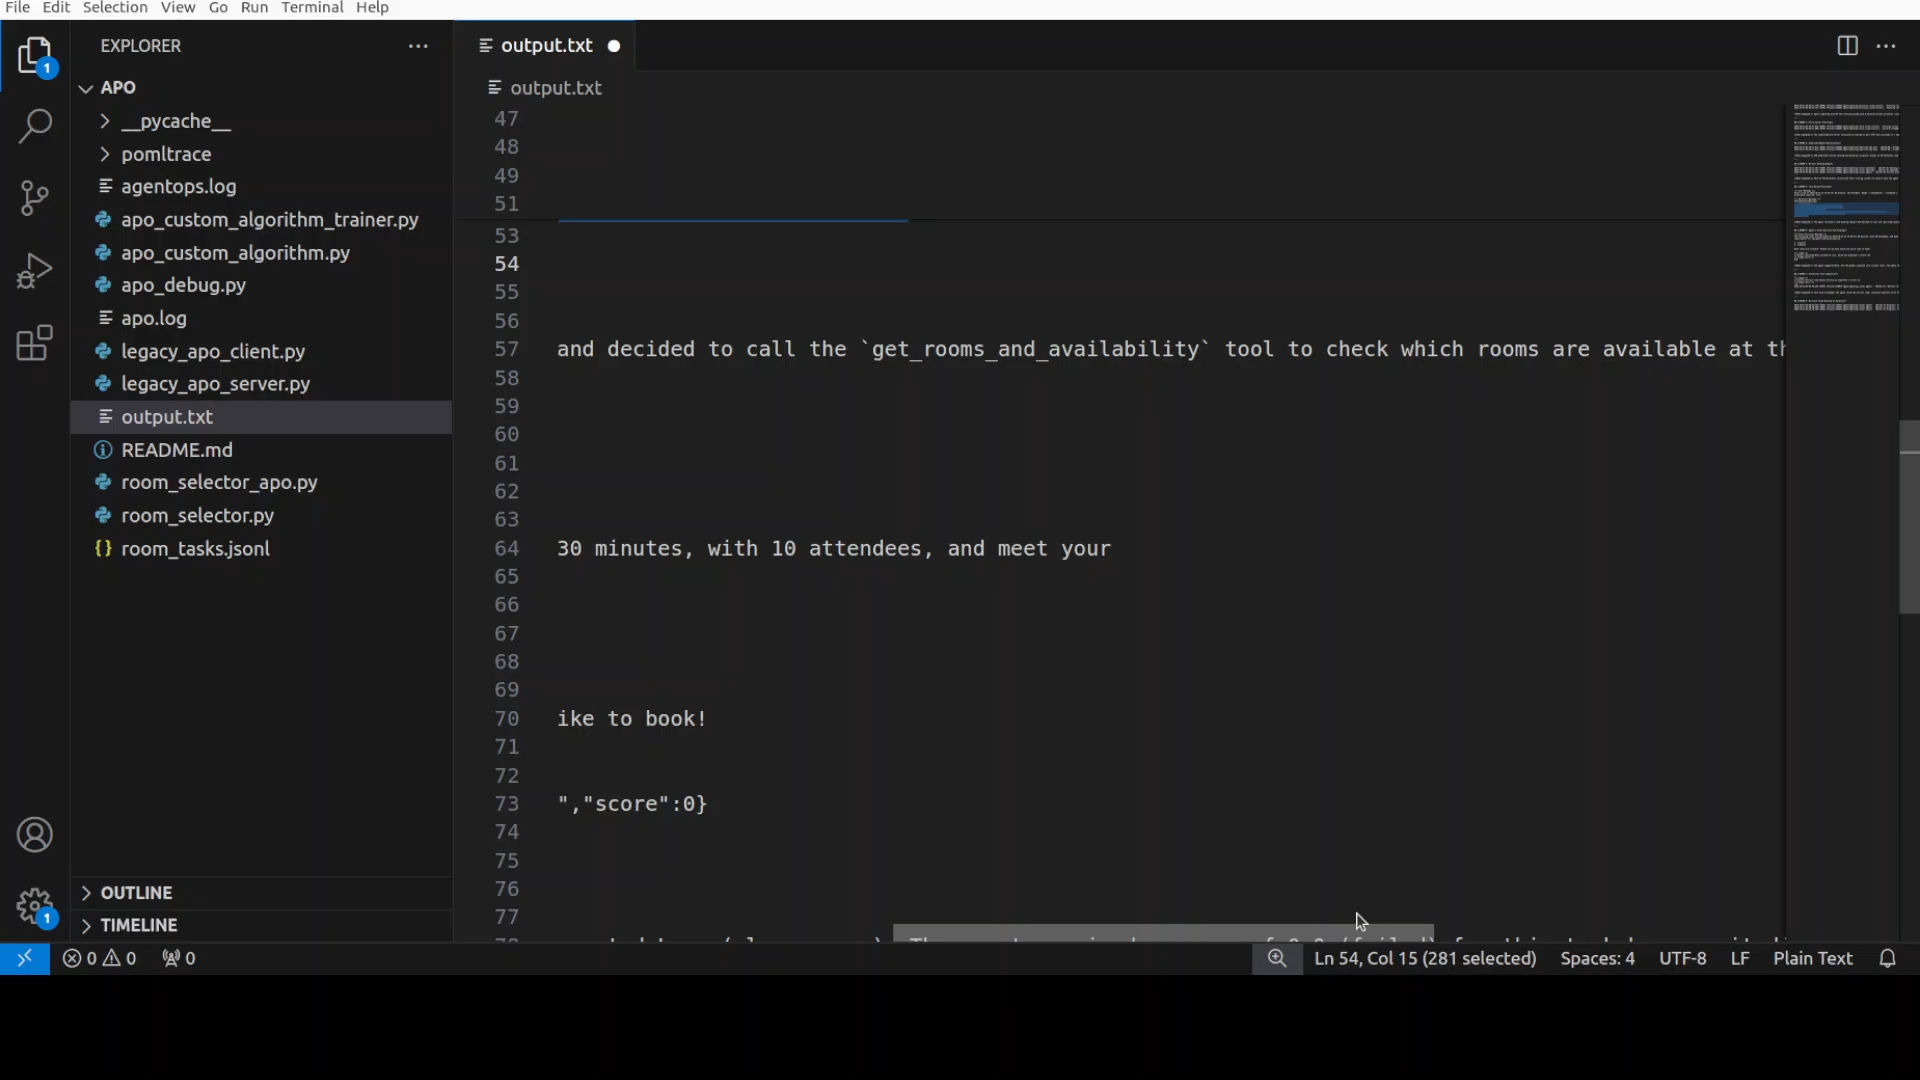 File Edit Selection View Go Run Terminal Help
EXPLORER
1
APO
__pycache__
pomltrace
agentops.log
apo_custom_algorithm_trainer.py
apo_custom_algorithm.py
apo_debug.py
apo.log
legacy_apo_client.py
legacy_apo_server.py
output.txt
README.md
room_selector_apo.py
room_selector.py
room_tasks.jsonl
OUTLINE
TIMELINE
1
output.txt
output.txt
47
48
49
51
53
54
55
56
57 and decided to call the `get_rooms_and_availability` tool to check which rooms are available at th
58
59
60
61
62
63
64 30 minutes, with 10 attendees, and meet your
65
66
67
68
69
70 ike to book!
71
72
73 ","score":0}
74
75
76
77
0 0 0 Ln 54, Col 15 (281 selected) Spaces: 4 UTF-8 LF Plain Text